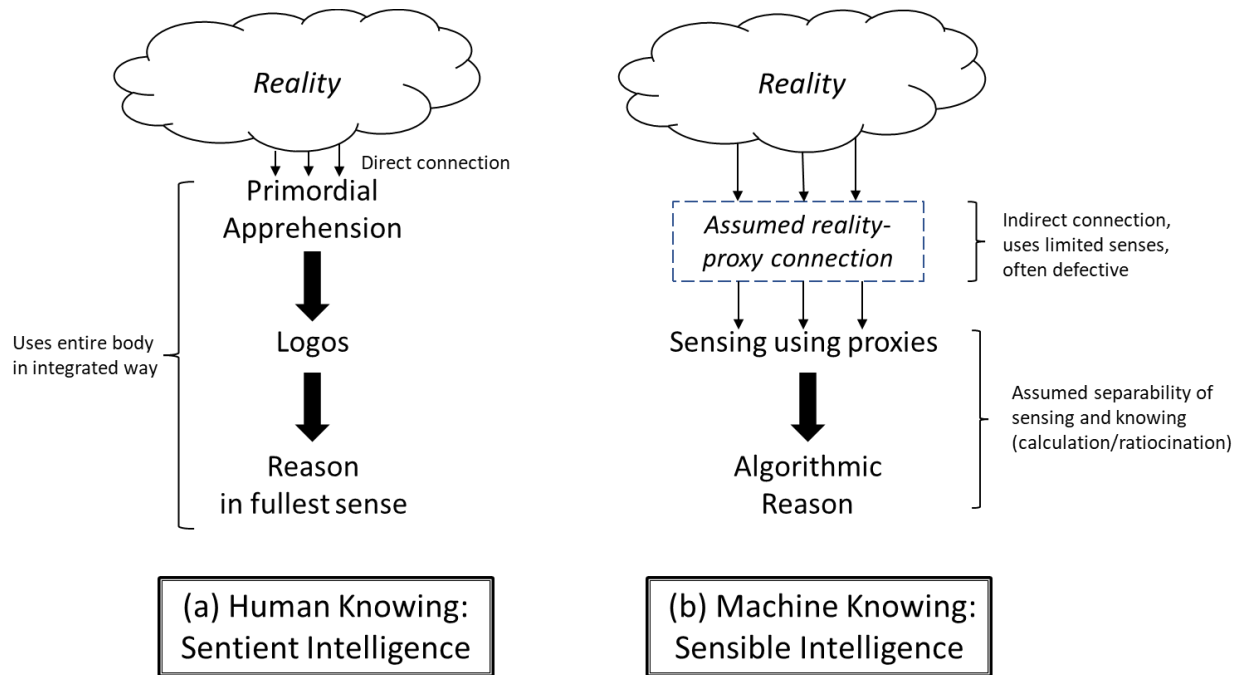 Reality
Direct connection
Primordial
Apprehension
Uses entire body
in integrated way
Logos
Reason
in fullest sense
(a) Human Knowing:
Sentient Intelligence
Reality
Assumed reality-
proxy connection
Indirect connection,
uses limited senses,
often defective
Sensing using proxies
Assumed separability of
sensing and knowing
(calculation/ratiocination)
Algorithmic
Reason
(b) Machine Knowing:
Sensible Intelligence